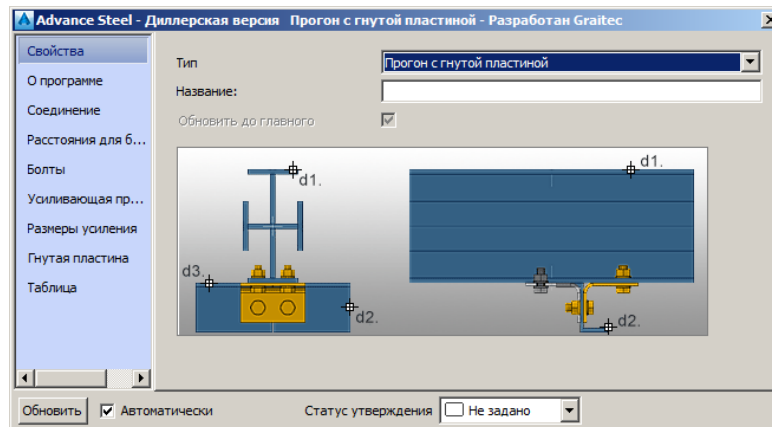 Advance Steel - Диллерская версия Прогон с гнутой пластиной - Разработан Graitec
Свойства
О программе
Соединение
Расстояния для б...
Болты
Усиливающая пр...
Размеры усиления
Гнутая пластина
Таблица
Тип
Прогон с гнутой пластиной
Название:
Обновить до главного
d1.
d3.
d2.
d1.
d2.
Обновить
Автоматически
Статус утверждения
Не задано